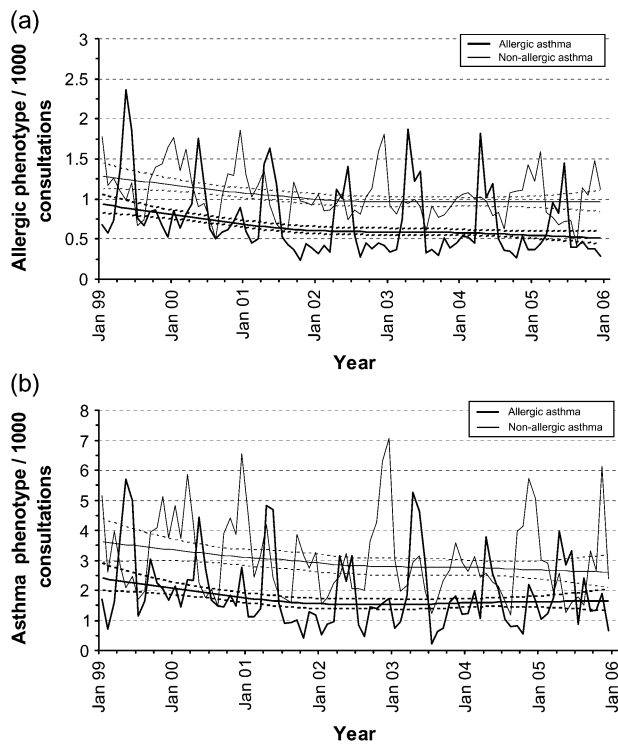 (a)
Allergic asthma
Non-allergic asthma
Allergic phenotype / 1000
consultations
3
2.5
2
1.5
1
0.5
0
Jan 99
Jan 00
Jan 01
Jan 02
Jan 03
Jan 04
Jan 05
Jan 06
Year
(b)
Allergic asthma
Non-allergic asthma
Asthma phenotype / 1000
consultations
8
7
6
5
4
3
2
1
0
Jan 99
Jan 00
Jan 01
Jan 02
Jan 03
Jan 04
Jan 05
Jan 06
Year